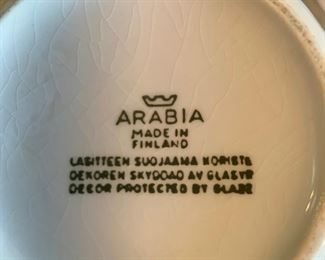 ARABIA
MADE IN
FINLAND
LASITTEEN SUOJAAMA KORISTE
DEKOREN SKYDDAD AV GLASYR
DECOR PROTECTED BY GLAZE